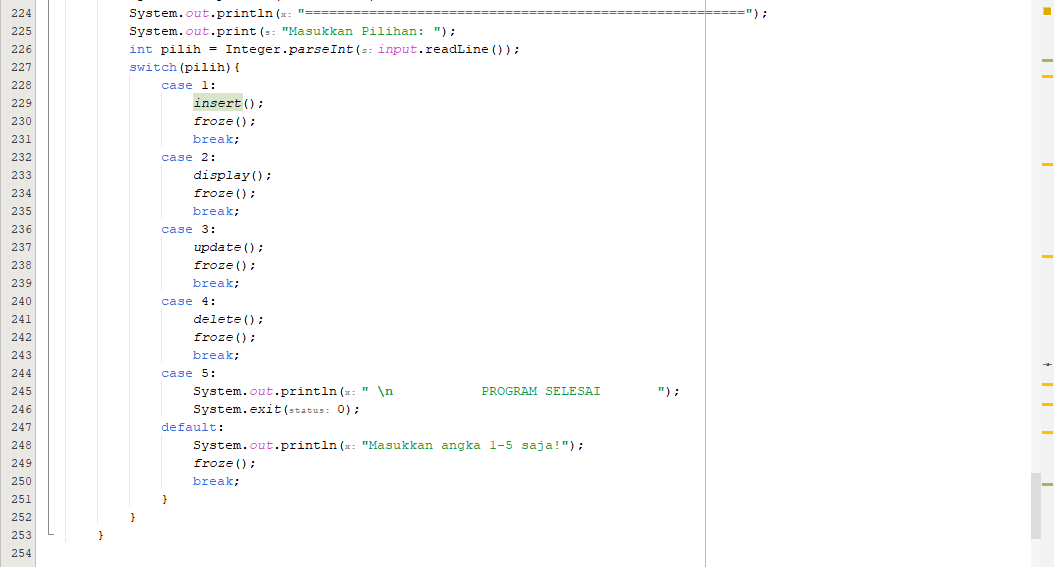 224 System.out.println(x: "=======================================================");
225 System.out.print(s: "Masukkan Pilihan: ");
226 int pilih = Integer.parseInt(s: input.readLine());
227 switch(pilih){
228 case 1:
229 insert();
230 froze();
231 break;
232 case 2:
233 display();
234 froze();
235 break;
236 case 3:
237 update();
238 froze();
239 break;
240 case 4:
241 delete();
242 froze();
243 break;
244 case 5:
245 System.out.println(x: " \n           PROGRAM SELESAI       ");
246 System.exit(status: 0);
247 default:
248 System.out.println(x: "Masukkan angka 1-5 saja!");
249 froze();
250 break;
251 }
252 }
253 }
254